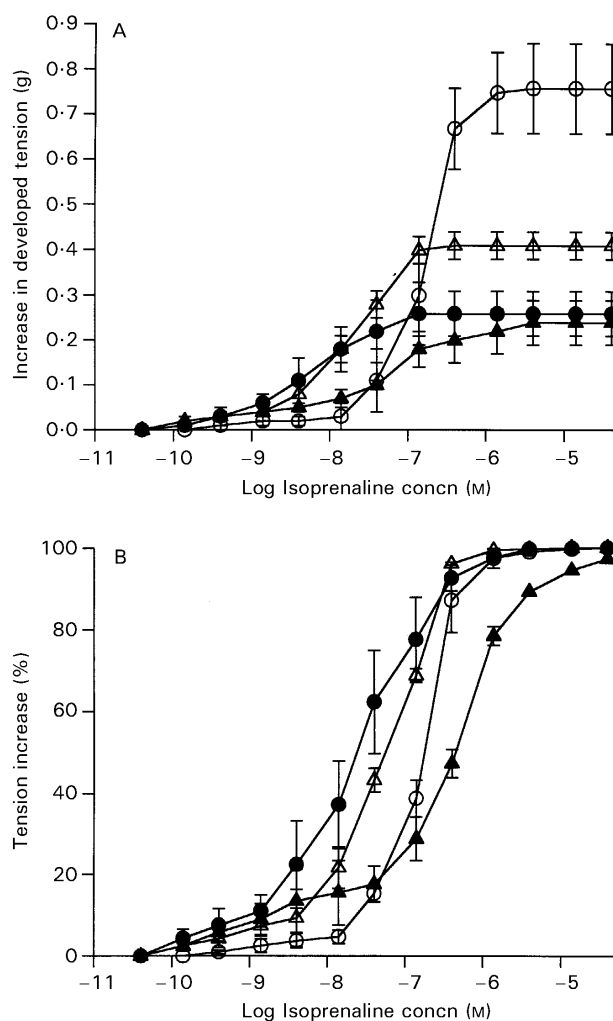 A
Increase in developed tension (g)
0·9
0·8
0·7
0·6
0·5
0·4
0·3
0·2
0·1
0·0
−11 −10 −9 −8 −7 −6 −5
Log Isoprenaline concn (M)
B
Tension increase (%)
100
80
60
40
20
0
−11 −10 −9 −8 −7 −6 −5
Log Isoprenaline concn (M)